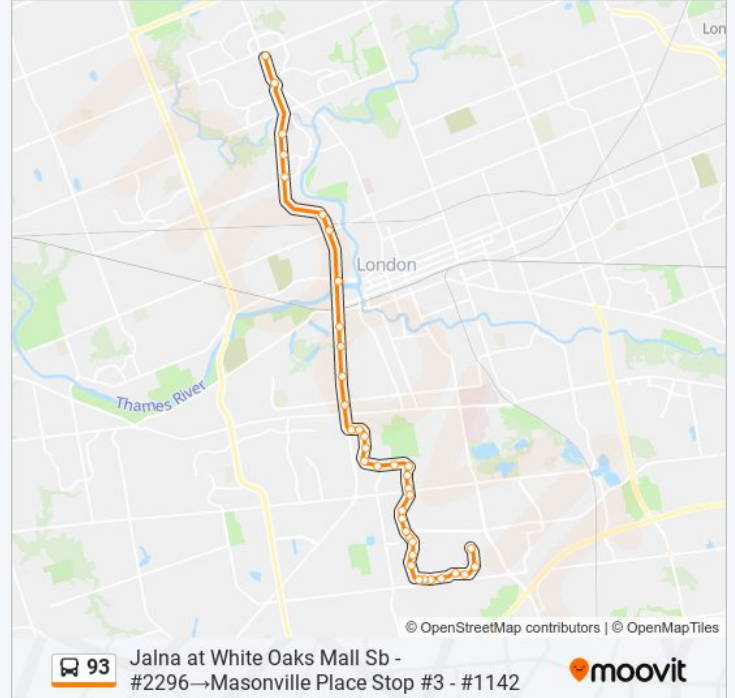 Lon
London
Thames River
© OpenStreetMap contributors | © OpenMapTiles
93
Jalna at White Oaks Mall Sb -
#2296→Masonville Place Stop #3 - #1142
moovit